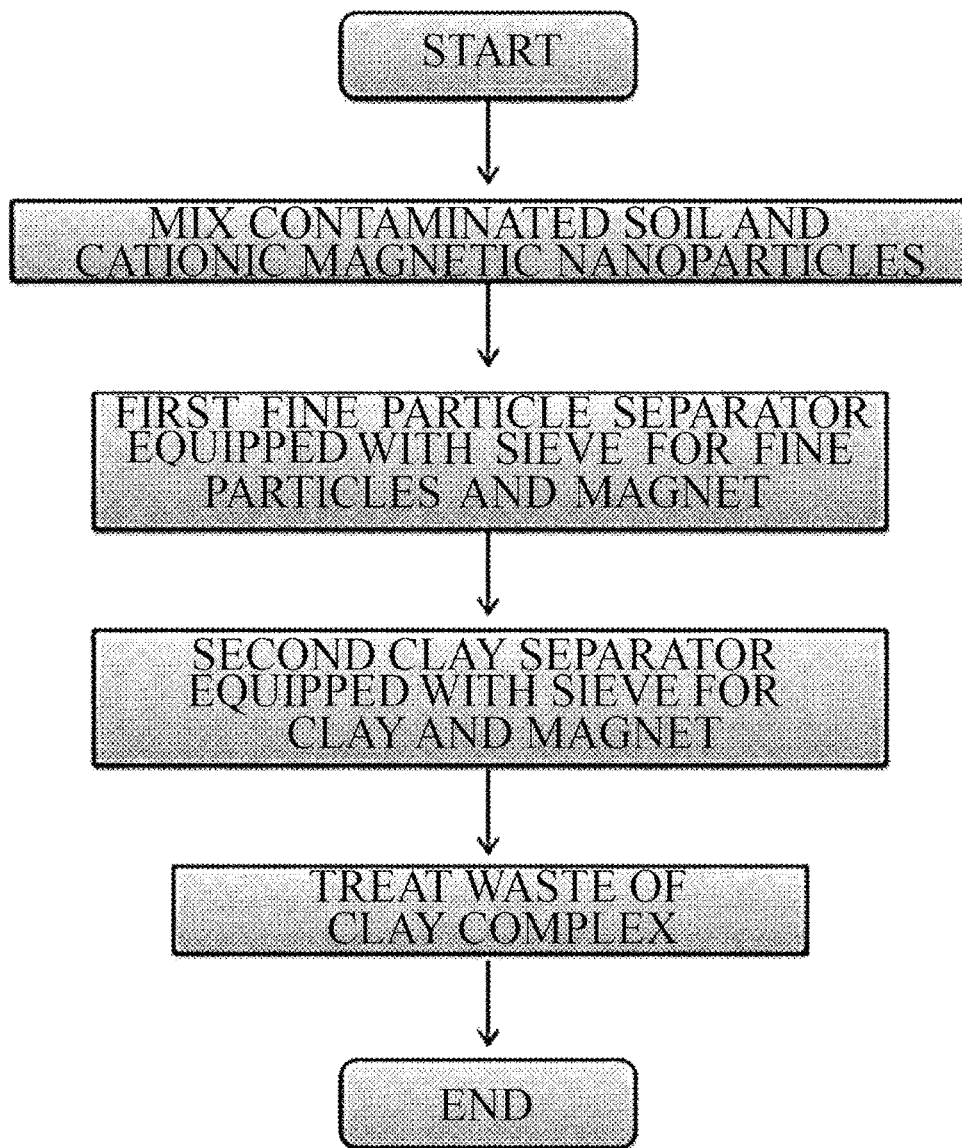 START
MIX CONTAMINATED SOIL AND
CATIONIC MAGNETIC NANOPARTICLES
FIRST FINE PARTICLE SEPARATOR
EQUIPPED WITH SIEVE FOR FINE
PARTICLES AND MAGNET
SECOND CLAY SEPARATOR
EQUIPPED WITH SIEVE FOR
CLAY AND MAGNET
TREAT WASTE OF
CLAY COMPLEX
END